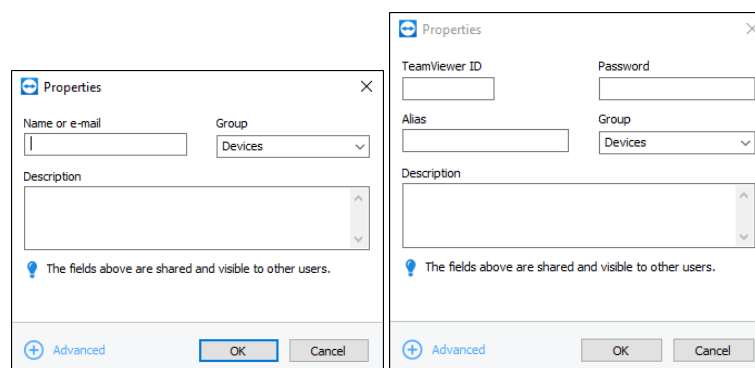 Properties
Name or e-mail Group
Devices
Description
The fields above are shared and visible to other users.
Advanced OK Cancel
Properties
TeamViewer ID Password
Alias Group
Devices
Description
The fields above are shared and visible to other users.
Advanced OK Cancel